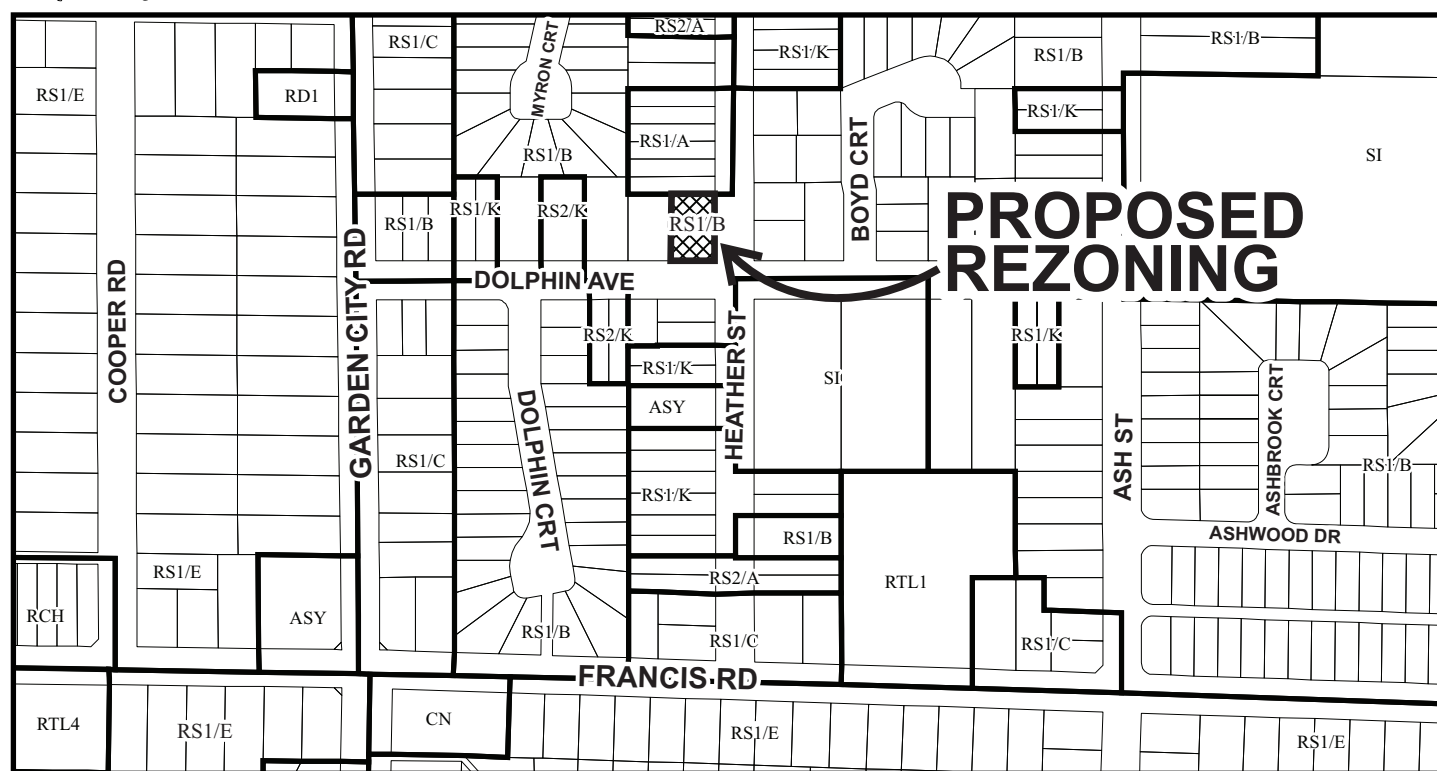 RS1/C
RS2/A
RS1/K
RS1/B
RS1/B
RS1/E
RD1
MYRON CRT
RS1/K
RS1/B
RS1/A
BOYD CRT
SI
RS1/B
RS1/K
RS2/K
RS1/B
PROPOSED
REZONING
COOPER RD
GARDEN CITY RD
DOLPHIN AVE
RS2/K
HEATHER ST
RS1/K
RS1/K
SI
ASY
DOLPHIN CRT
ASH ST
ASHBROOK CRT
RS1/C
RS1/B
RS1/K
RS1/B
ASHWOOD DR
RS1/E
RS2/A
RTL1
RCH
ASY
RS1/B
RS1/C
RS1/C
FRANCIS RD
RTL4
RS1/E
CN
RS1/E
RS1/E